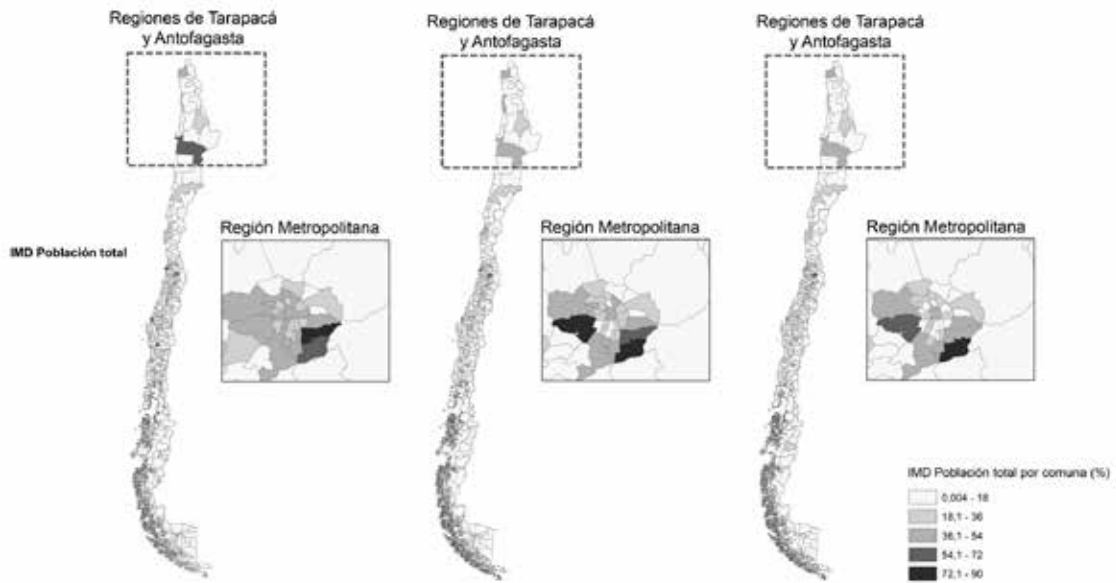 Regiones de Tarapacá
y Antofagasta
Regiones de Tarapacá
y Antofagasta
Regiones de Tarapacá
y Antofagasta
IMD Población total
Región Metropolitana
Región Metropolitana
Región Metropolitana
IMD Población total por comuna (%)
0,004 - 18
18,1 - 36
36,1 - 54
54,1 - 72
72,1 - 90